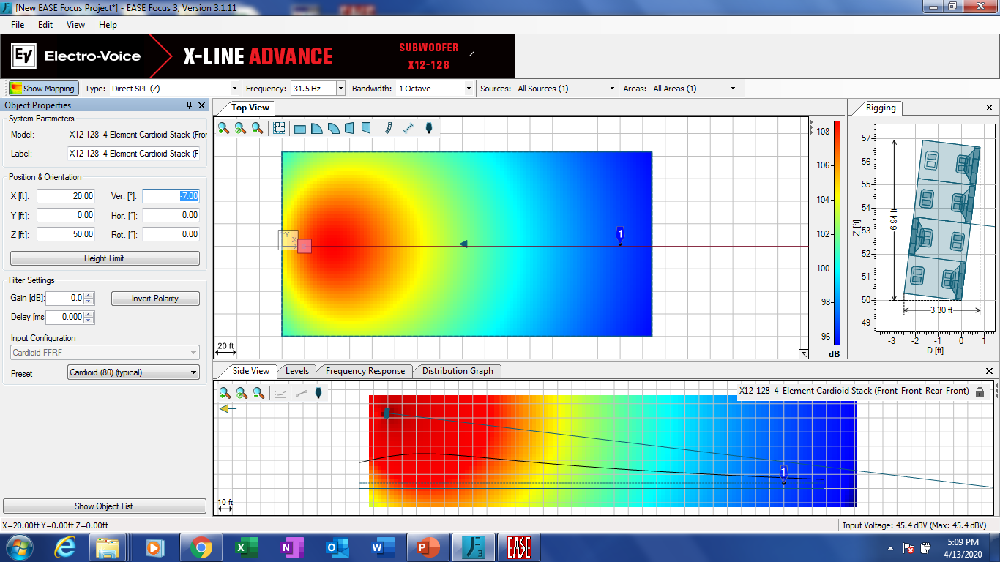 [New EASE Focus Project*] - EASE Focus 3, Version 3.1.11
File Edit View Help
EV Electro-Voice X-LINE ADVANCE SUBWOOFER
X12-128
Show Mapping Type: Direct SPL (Z) Frequency: 31.5 Hz Bandwidth: 1 Octave Sources: All Sources (1) Areas: All Areas (1)
Object Properties
System Parameters
Model: X12-128 4-Element Cardioid Stack (Fror
Label: X12-128 4-Element Cardioid Stack (F
Position & Orientation
X [ft]: 20.00 Ver. [°]: -7.00
Y [ft]: 0.00 Hor. [°]: 0.00
Z [ft]: 50.00 Rot. [°]: 0.00
Height Limit
Filter Settings
Gain [dB]: 0.0 Invert Polarity
Delay [ms 0.000
Input Configuration
Cardioid FFRF
Preset Cardioid (80) (typical)
Show Object List
Top View
Y
X
1
20 ft
108
106
104
102
100
98
96
dB
Rigging
57
56
55
54
53
52
51
50
49
Z [ft]
6.94 ft
3.30 ft
-3 -2 -1 0 1
D [ft]
Side View Levels Frequency Response Distribution Graph
X12-128 4-Element Cardioid Stack (Front-Front-Rear-Front)
1
10 ft
X=20.00ft Y=0.00ft Z=0.00ft
Input Voltage: 45.4 dBV (Max: 45.4 dBV)
F 3
EASE
5:09 PM
4/13/2020